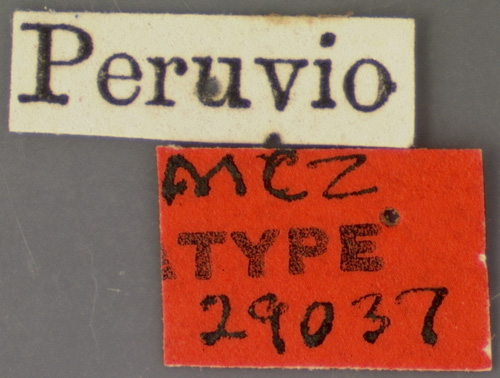 Peruvio
MCZ
TYPE
29037